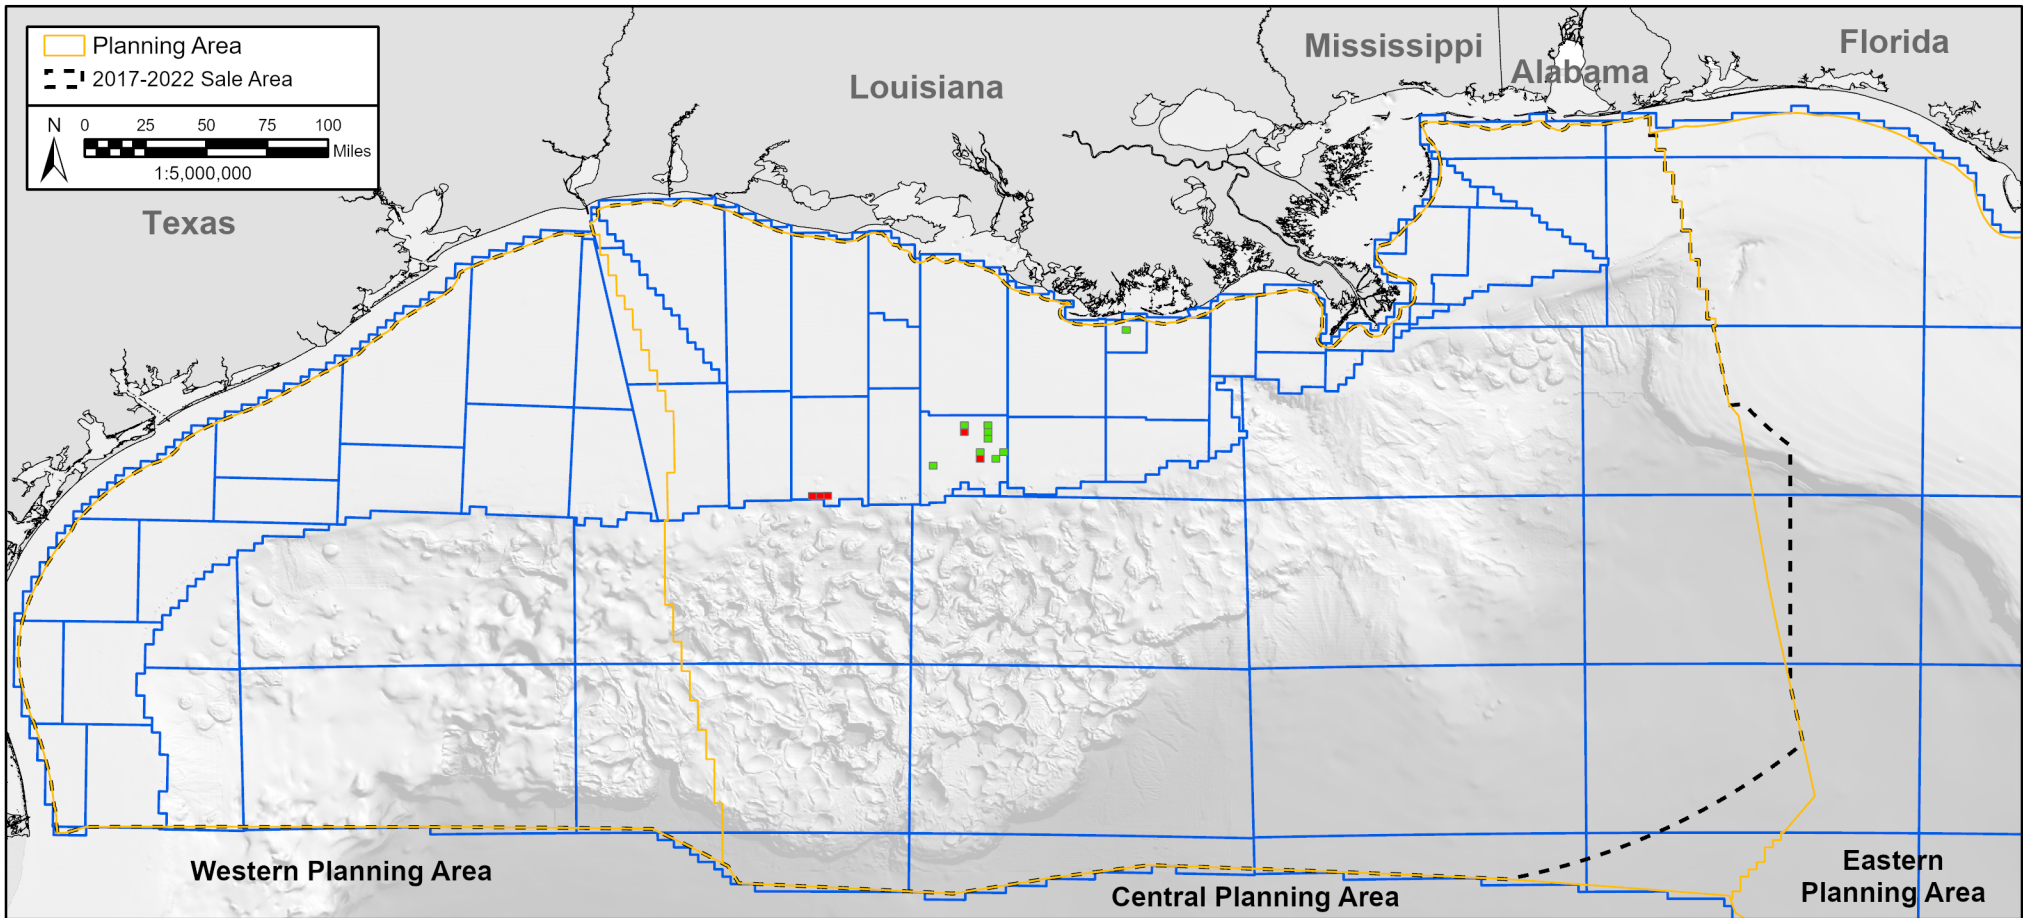 Planning Area
2017-2022 Sale Area
N
0 25 50 75 100
Miles
1:5,000,000
Texas
Louisiana
Mississippi
Alabama
Florida
Western Planning Area
Central Planning Area
Eastern
Planning Area